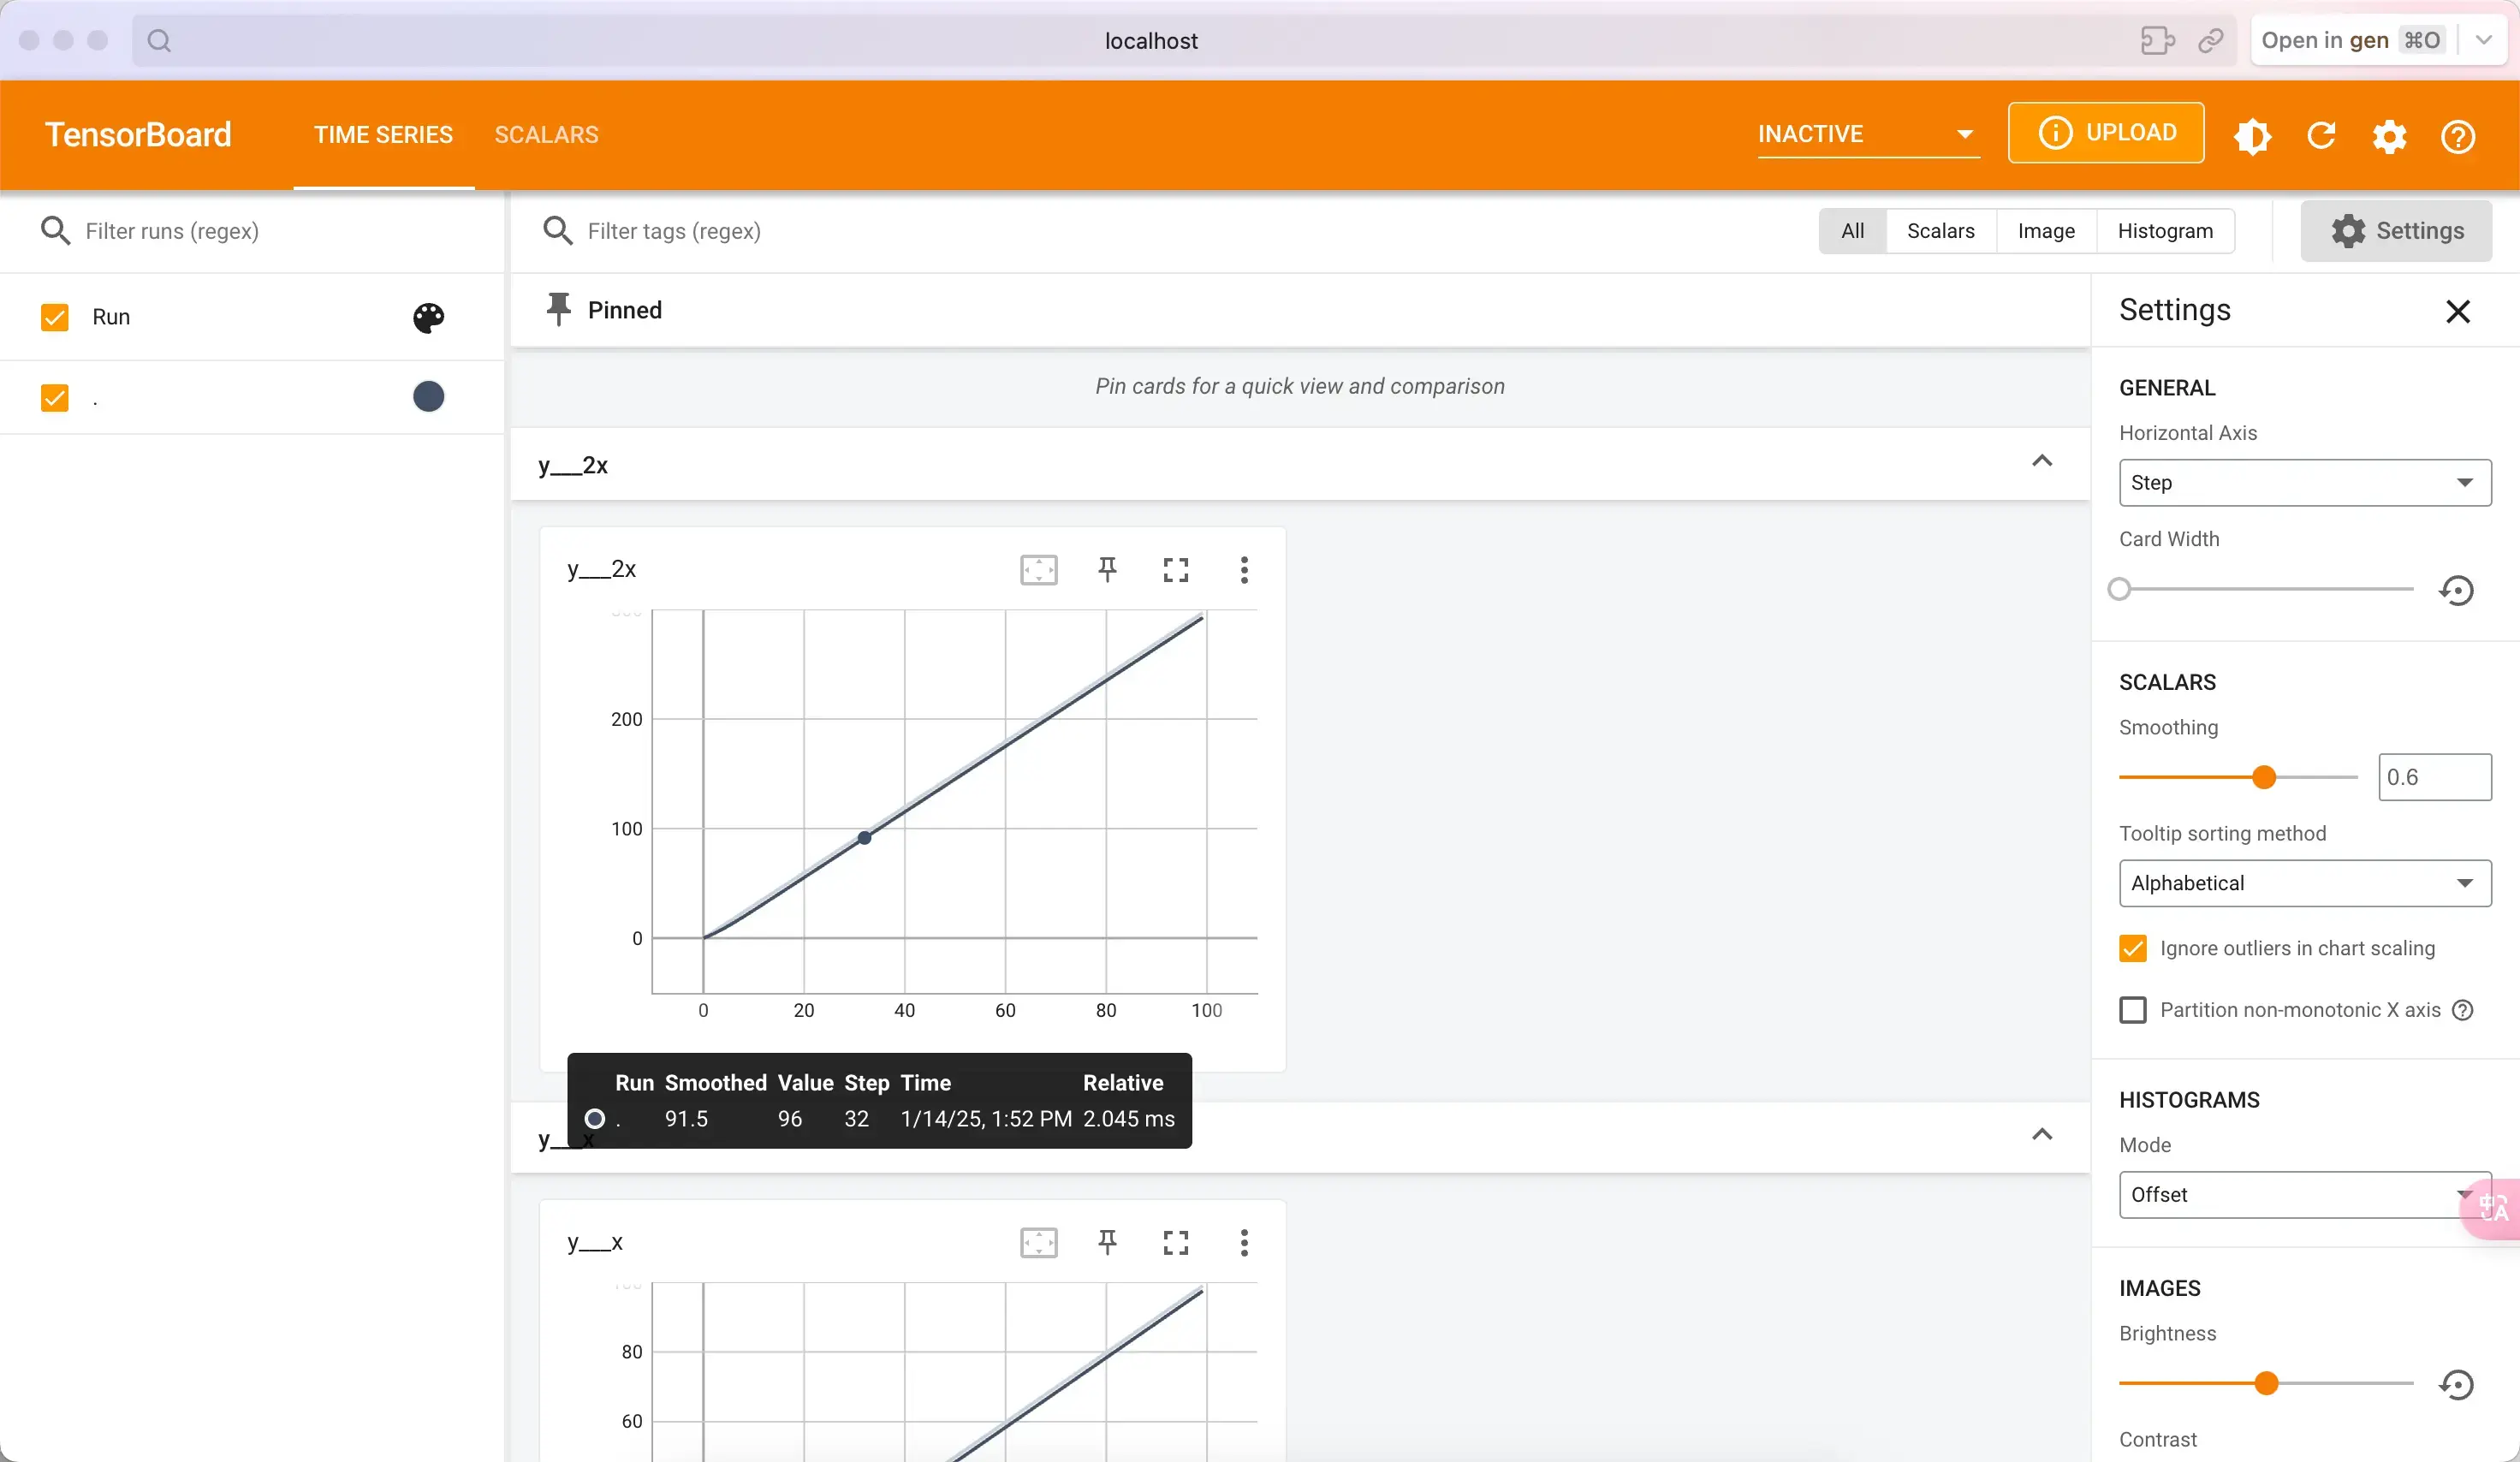 localhost
Open in gen ⌘O
TensorBoard
TIME SERIES
SCALARS
INACTIVE
UPLOAD
Filter runs (regex)
Filter tags (regex)
All
Scalars
Image
Histogram
Settings
Run
.
Pinned
Pin cards for a quick view and comparison
y___2x
y___2x
200
100
0
0 20 40 60 80 100
Run Smoothed Value Step Time Relative
. 91.5 96 32 1/14/25, 1:52 PM 2.045 ms
y___x
y___x
80
60
Settings
GENERAL
Horizontal Axis
Step
Card Width
SCALARS
Smoothing
0.6
Tooltip sorting method
Alphabetical
Ignore outliers in chart scaling
Partition non-monotonic X axis
HISTOGRAMS
Mode
Offset
IMAGES
Brightness
Contrast